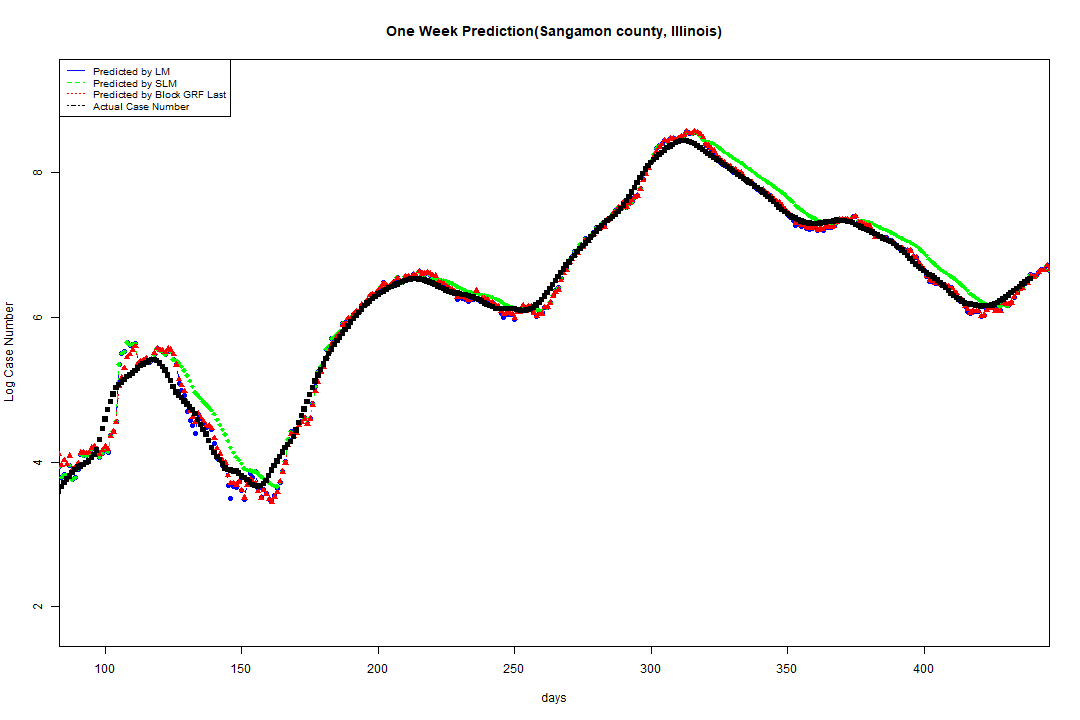 One Week Prediction(Sangamon county, Illinois)
Predicted by LM
Predicted by SLM
Predicted by Block GRF Last
Actual Case Number
8
6
4
2
Log Case Number
100 150 200 250 300 350 400
days